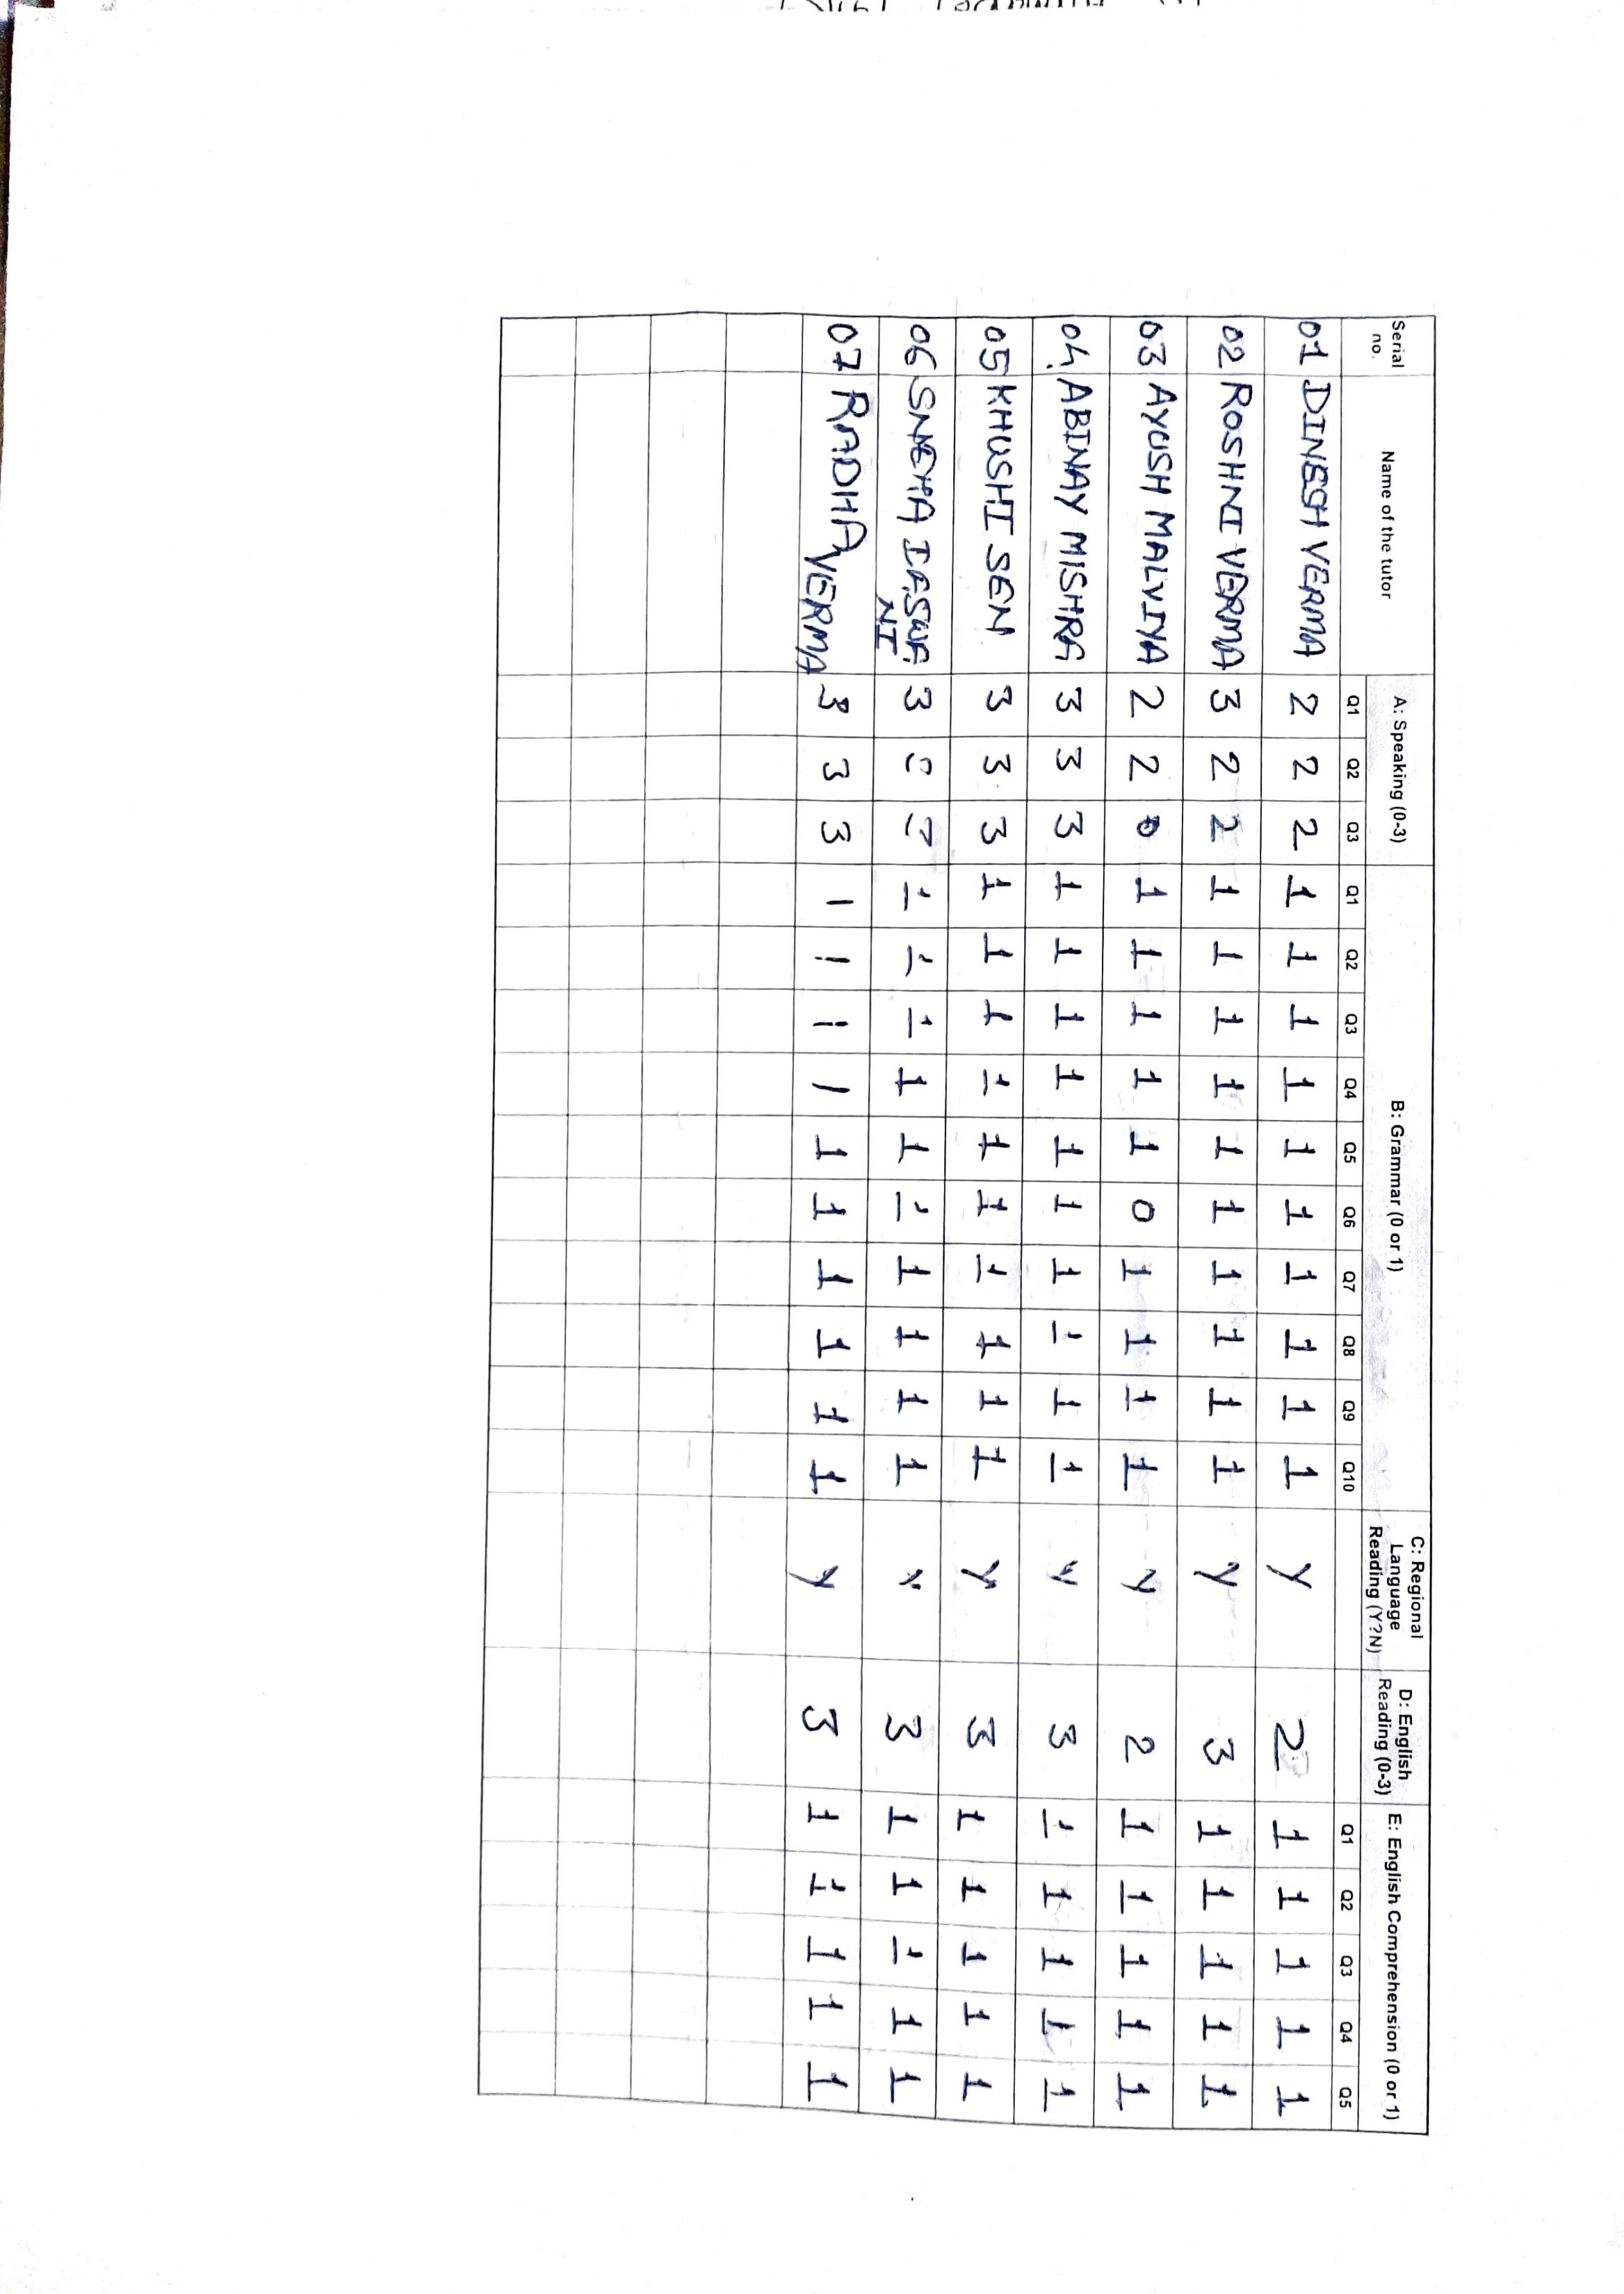 Serial no. Name of the tutor A: Speaking (0-3) B: Grammar (0 or 1) C: Regional Language Reading (Y?N) D: English Reading (0-3) E: English Comprehension (0 or 1)
Q1 Q2 Q3 Q1 Q2 Q3 Q4 Q5 Q6 Q7 Q8 Q9 Q10 Q1 Q2 Q3 Q4 Q5
01 DINESH VERMA 2 2 2 1 1 1 1 1 1 1 1 1 1 Y 2 1 1 1 1 1
02 ROSHNI VERMA 3 2 2 1 1 1 1 1 1 1 1 1 1 Y 3 1 1 1 1 1
03 AYUSH MALVIYA 2 2 0 1 1 1 1 1 0 1 1 1 1 Y 2 1 1 1 1 1
04. ABINAY MISHRA 3 3 3 1 1 1 1 1 1 1 1 1 1 Y 3 1 1 1 1 1
05 KHUSHI SEN 3 3 3 1 1 1 1 1 1 1 1 1 1 Y 3 1 1 1 1 1
06 SNEHA 3 1 1 1 1 1 1 1 1 1 1 Y 3 1 1 1 1 1
07 RADHA VERMA 3 3 3 1 1 1 1 1 1 1 1 1 1 Y 3 1 1 1 1 1